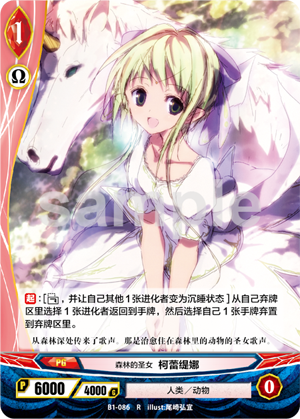 1
Ω
sample
起:[ ,并让自己其他1张进化者变为沉睡状态]从自己弃牌
区里选择1张进化者返回到手牌,然后选择自己1张手牌弃置
到弃牌区里。
从森林深处传来了歌声。那是治愈住在森林里的动物的圣女歌声。
P6
森林的圣女 柯蕾缇娜
P 6000 4000 G
人类/动物
0
B1-086 R illust:尾崎弘宜